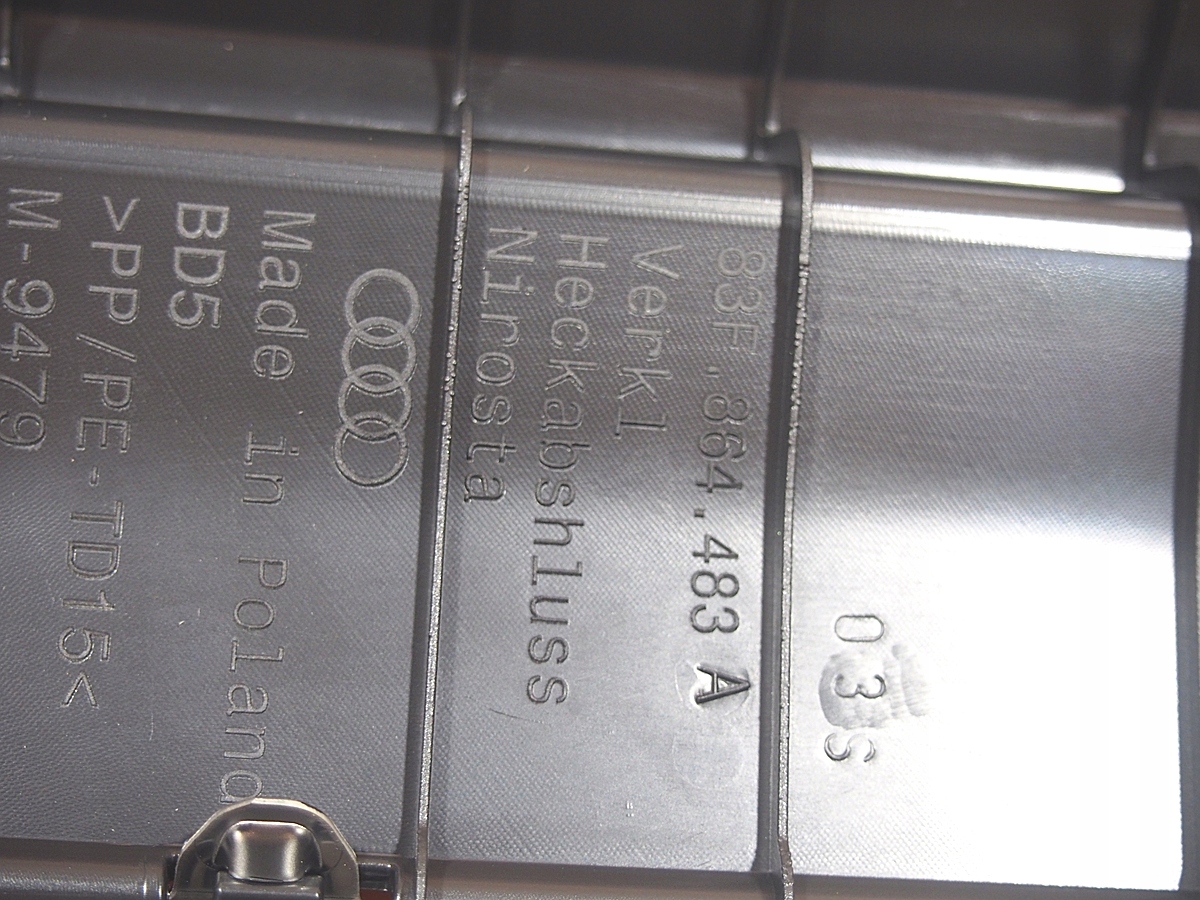 03S
83F.864.483 A
Verkl
Heckabshluss
Nirosta
Made in Poland
BD5
>PP/PE-TD15<
M-9479